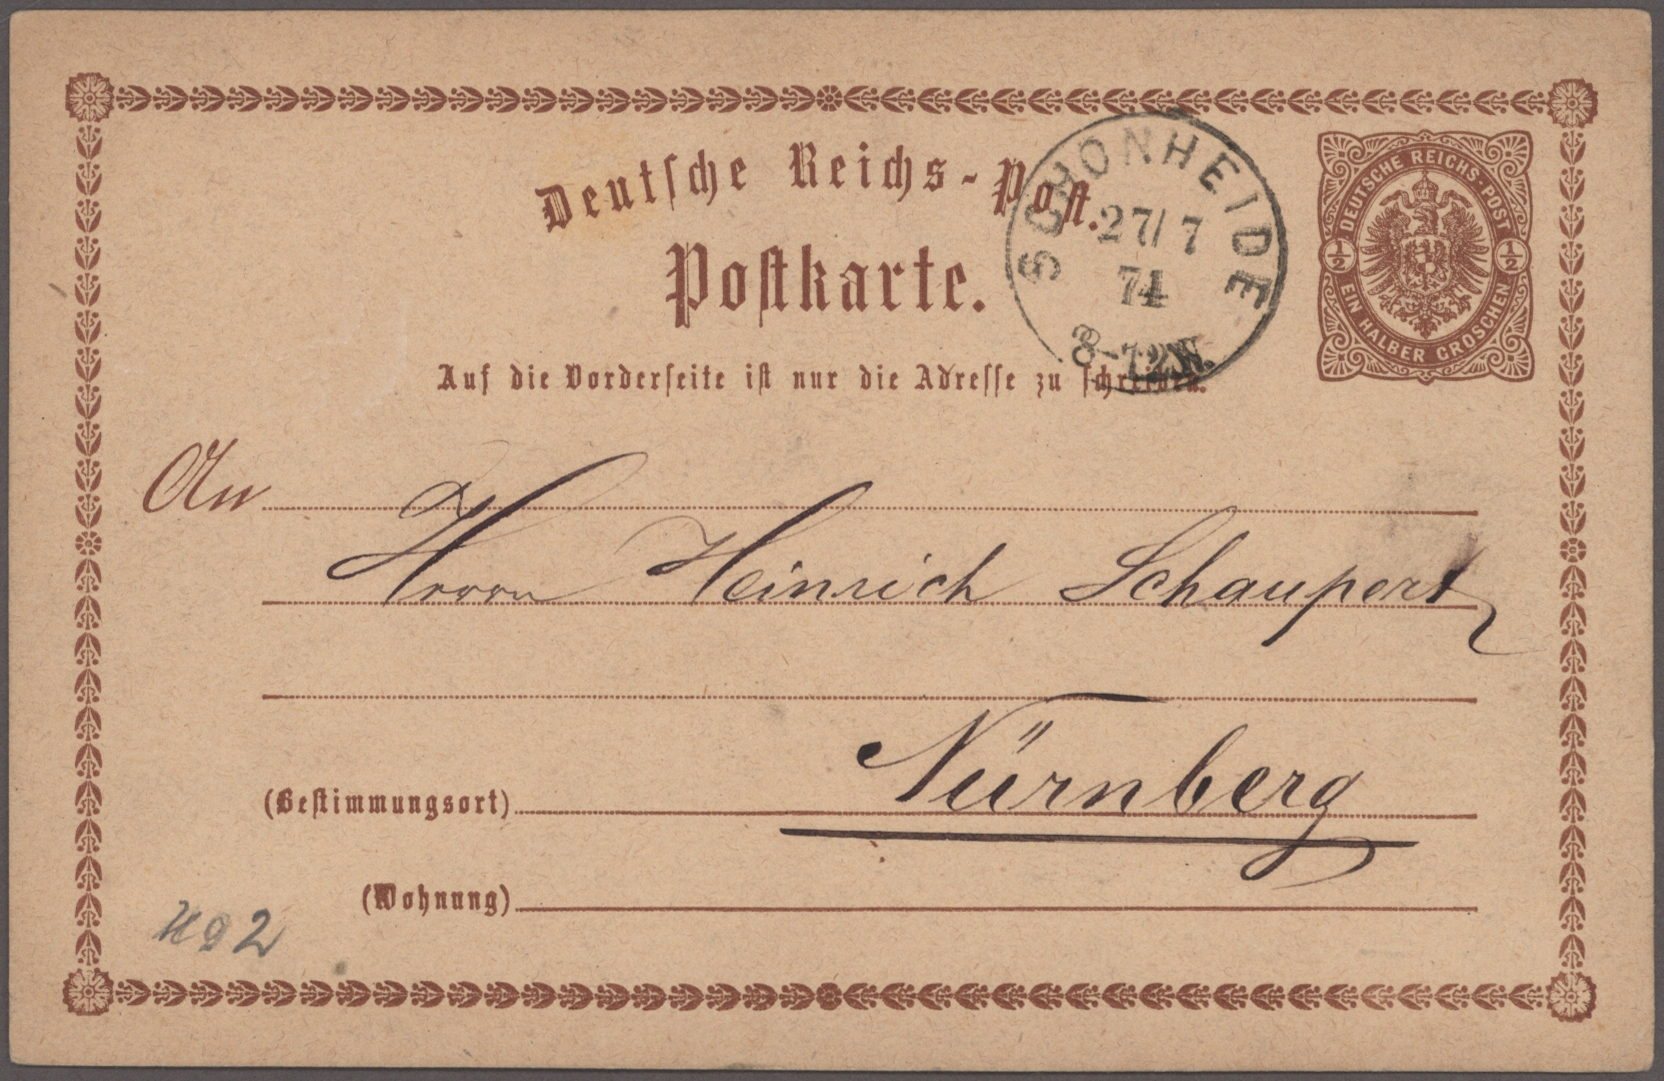 Deutsche Reichs-Post.
Postkarte.
Auf die Vorderseite ist nur die Adresse zu schreiben.
SCHONHEIDE
27/7
74
8-12N.
DEUTSCHE REICHS-POST
½ ½
EIN HALBER GROSCHEN
An
Herrn Heinrich Schaupert
Nürnberg
(Bestimmungsort)
(Wohnung)